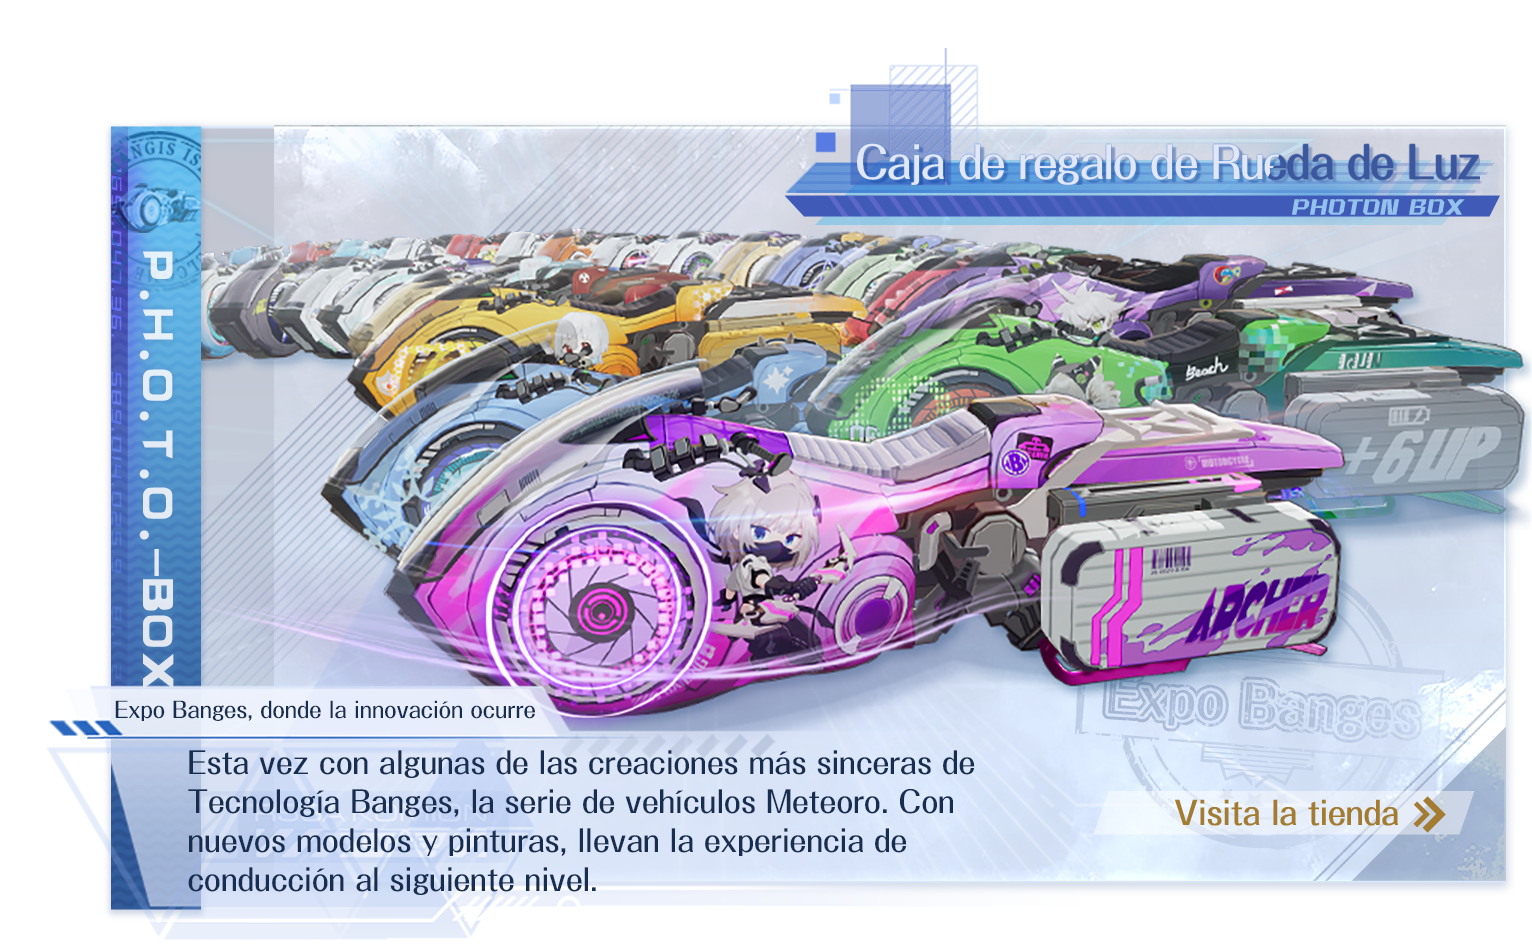 Caja de regalo de Rueda de Luz
PHOTON BOX
P.H.O.T.O.-BOX
Beach
+6UP
MOTORCYCLE
ARCHER
Expo Banges
Expo Banges, donde la innovación ocurre
Esta vez con algunas de las creaciones más sinceras de
Tecnología Banges, la serie de vehículos Meteoro. Con
nuevos modelos y pinturas, llevan la experiencia de
conducción al siguiente nivel.
Visita la tienda